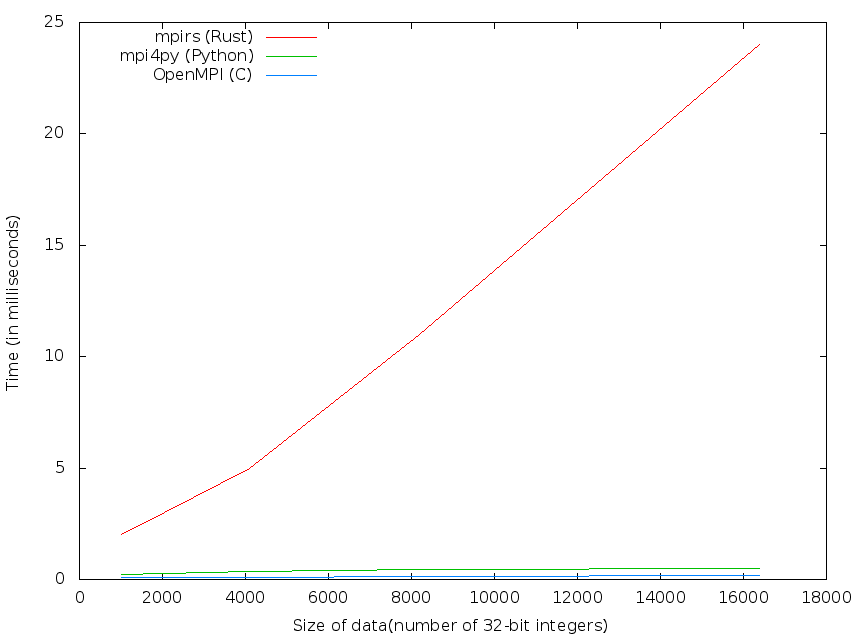 25
20
15
10
5
0
Time (in milliseconds)
mpirs (Rust)
mpi4py (Python)
OpenMPI (C)
0 2000 4000 6000 8000 10000 12000 14000 16000 18000
Size of data(number of 32-bit integers)